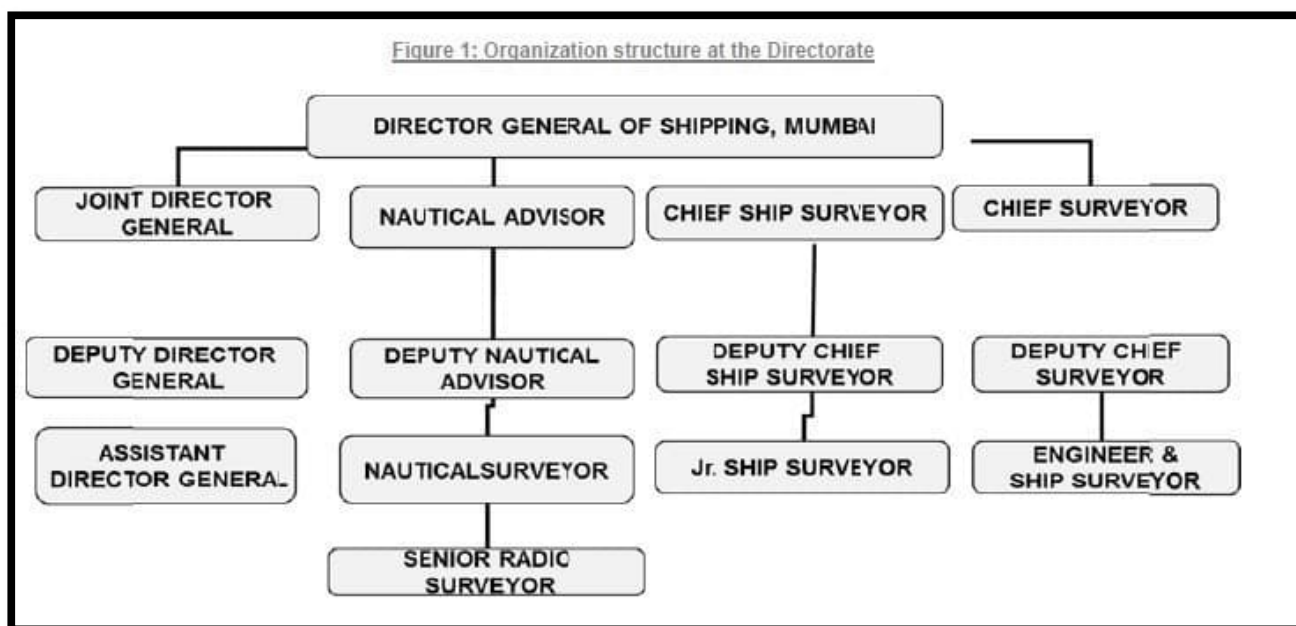 Figure 1: Organization structure at the Directorate
DIRECTOR GENERAL OF SHIPPING, MUMBAI
JOINT DIRECTOR
GENERAL
NAUTICAL ADVISOR
CHIEF SHIP SURVEYOR
CHIEF SURVEYOR
DEPUTY DIRECTOR
GENERAL
DEPUTY NAUTICAL
ADVISOR
DEPUTY CHIEF
SHIP SURVEYOR
DEPUTY CHIEF
SURVEYOR
ASSISTANT
DIRECTOR GENERAL
NAUTICALSURVEYOR
Jr. SHIP SURVEYOR
ENGINEER &
SHIP SURVEYOR
SENIOR RADIO
SURVEYOR